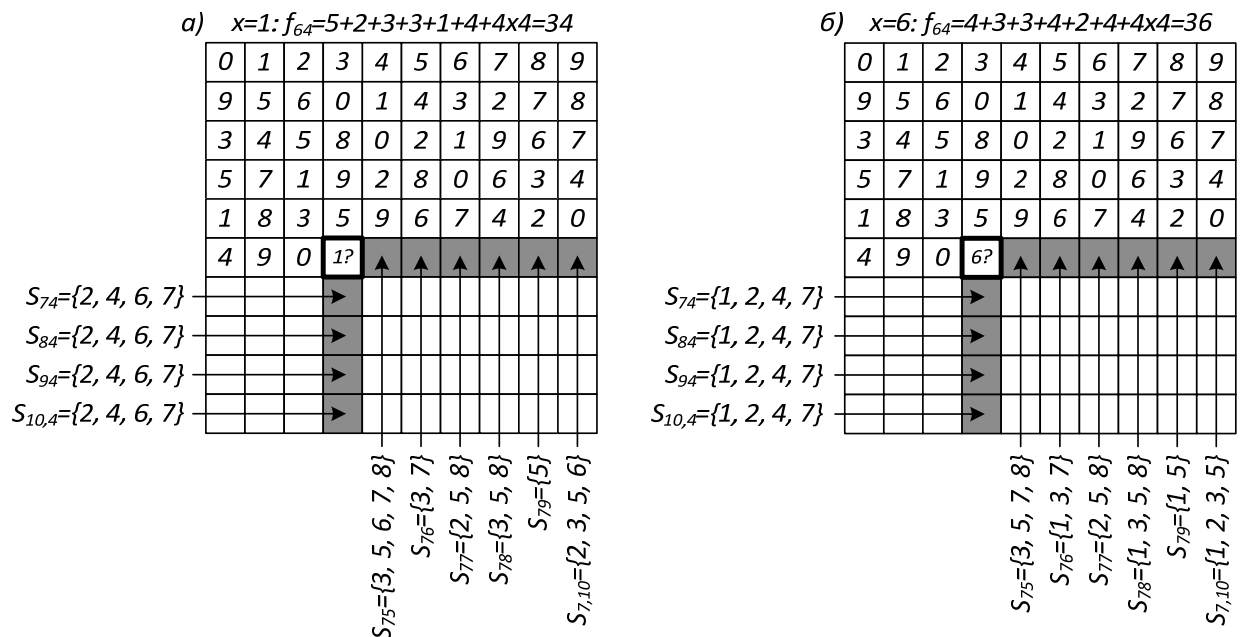 а) x=1: f64=5+2+3+3+1+4+4x4=34
0 1 2 3 4 5 6 7 8 9
9 5 6 0 1 4 3 2 7 8
3 4 5 8 0 2 1 9 6 7
5 7 1 9 2 8 0 6 3 4
1 8 3 5 9 6 7 4 2 0
4 9 0 1?
S74={2, 4, 6, 7}
S84={2, 4, 6, 7}
S94={2, 4, 6, 7}
S10,4={2, 4, 6, 7}
S75={3, 5, 6, 7, 8}
S76={3, 7}
S77={2, 5, 8}
S78={3, 5, 8}
S79={5}
S7,10={2, 3, 5, 6}
б) x=6: f64=4+3+3+4+2+4+4x4=36
0 1 2 3 4 5 6 7 8 9
9 5 6 0 1 4 3 2 7 8
3 4 5 8 0 2 1 9 6 7
5 7 1 9 2 8 0 6 3 4
1 8 3 5 9 6 7 4 2 0
4 9 0 6?
S74={1, 2, 4, 7}
S84={1, 2, 4, 7}
S94={1, 2, 4, 7}
S10,4={1, 2, 4, 7}
S75={3, 5, 7, 8}
S76={1, 3, 7}
S77={2, 5, 8}
S78={1, 3, 5, 8}
S79={1, 5}
S7,10={1, 2, 3, 5}